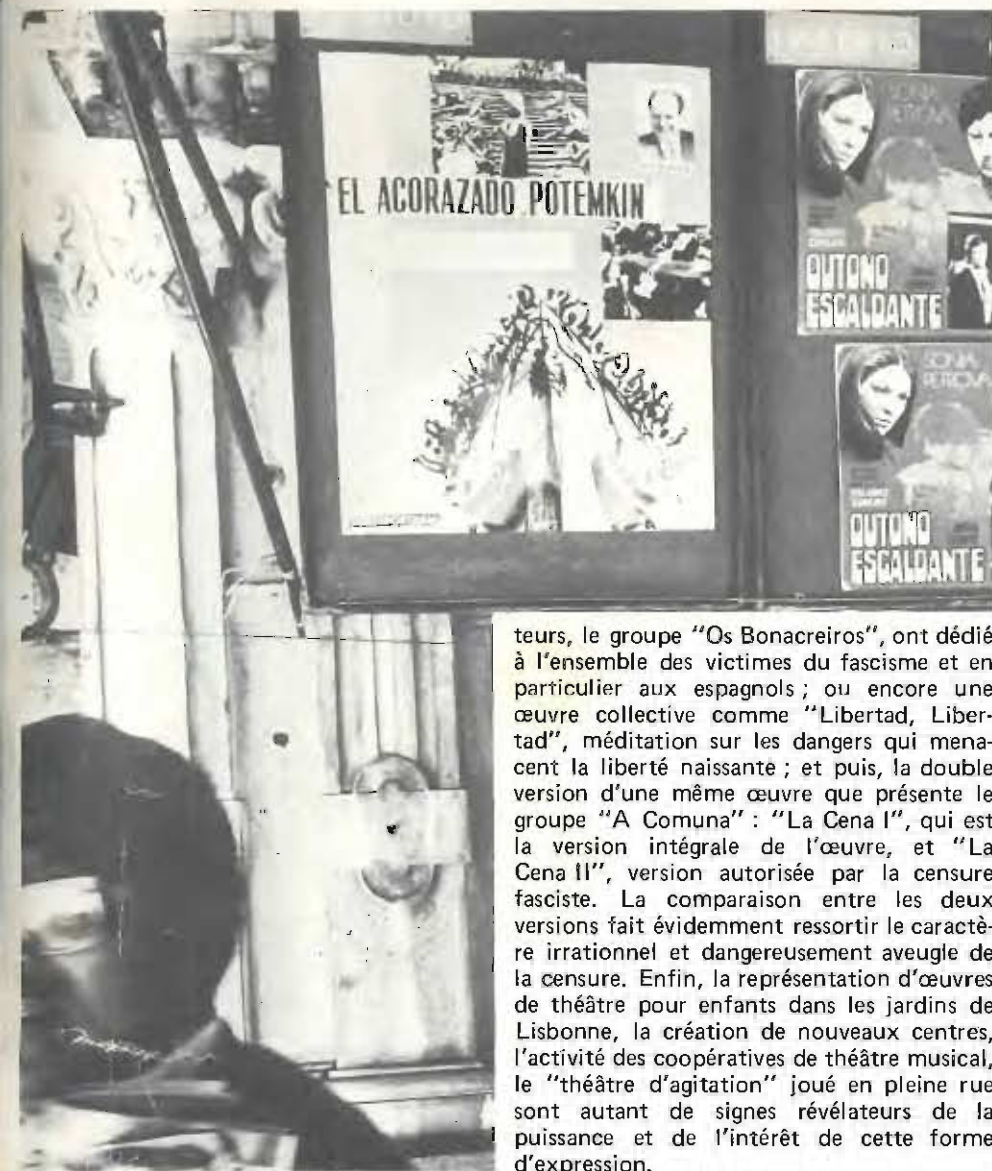 EL ACORAZADO POTEMKIN
SONIA
PETROVA
OUTONO
ESCALDANTE
SONIA
PETROVA
OUTONO
ESCALDANTE
teurs, le groupe "Os Bonacreiros", ont dédié
à l'ensemble des victimes du fascisme et en
particulier aux espagnols ; ou encore une
œuvre collective comme "Libertad, Liber-
tad", méditation sur les dangers qui mena-
cent la liberté naissante ; et puis, la double
version d'une même œuvre que présente le
groupe "A Comuna" : "La Cena I", qui est
la version intégrale de l'œuvre, et "La
Cena II", version autorisée par la censure
fasciste. La comparaison entre les deux
versions fait évidemment ressortir le caractè-
re irrationnel et dangereusement aveugle de
la censure. Enfin, la représentation d'œuvres
de théâtre pour enfants dans les jardins de
Lisbonne, la création de nouveaux centres,
l'activité des coopératives de théâtre musical,
le "théâtre d'agitation" joué en pleine rue
sont autant de signes révélateurs de la
puissance et de l'intérêt de cette forme
d'expression.